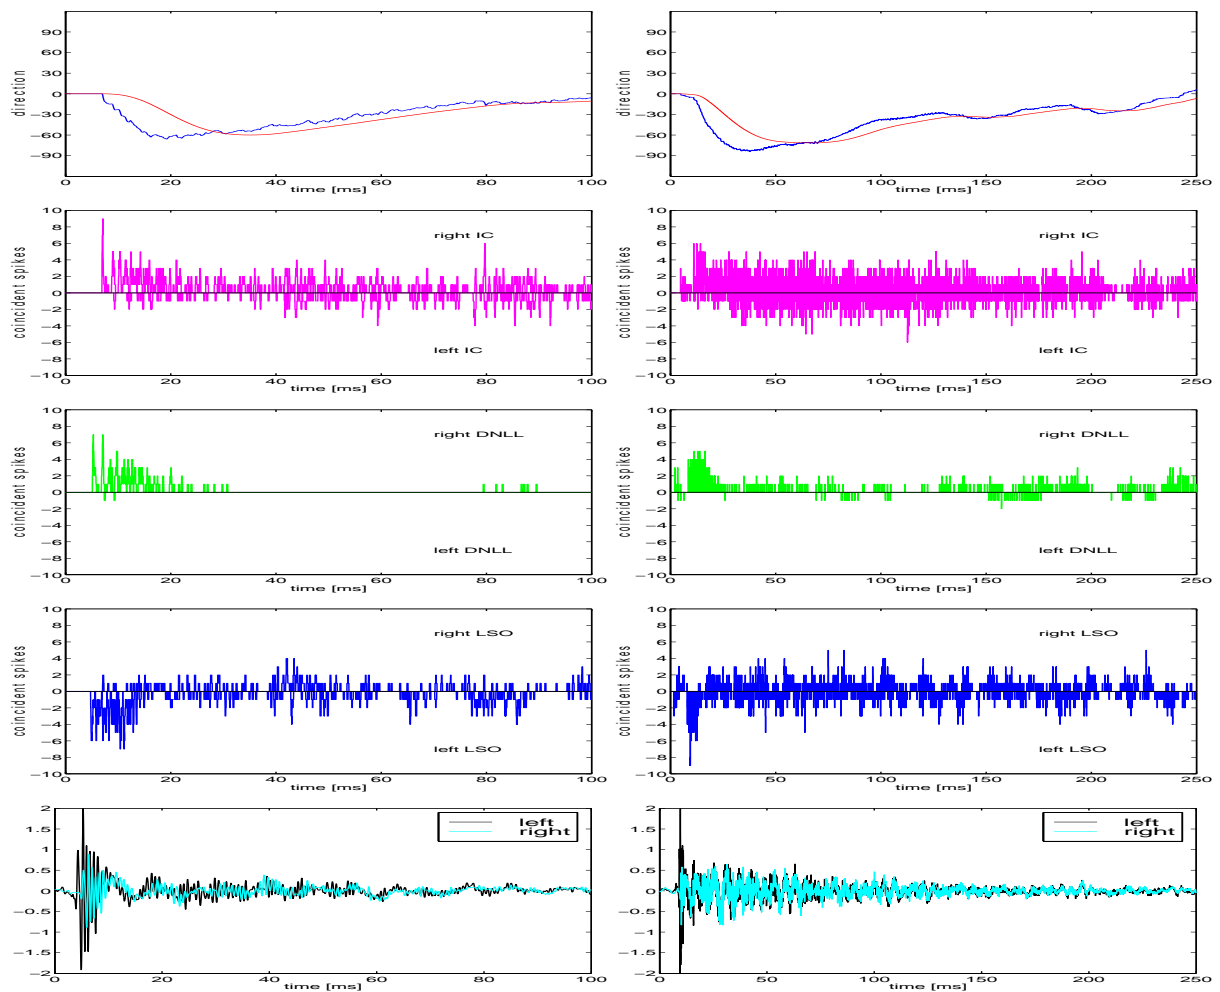 direction
90
60
30
0
−30
−60
−90
0 20 40 60 80 100
time [ms]
direction
90
60
30
0
−30
−60
−90
0 50 100 150 200 250
time [ms]
coincident spikes
10
8
6
4
2
0
−2
−4
−6
−8
−10
right IC
left IC
0 20 40 60 80 100
time [ms]
coincident spikes
10
8
6
4
2
0
−2
−4
−6
−8
−10
right IC
left IC
0 50 100 150 200 250
time [ms]
coincident spikes
10
8
6
4
2
0
−2
−4
−6
−8
−10
right DNLL
left DNLL
0 20 40 60 80 100
time [ms]
coincident spikes
10
8
6
4
2
0
−2
−4
−6
−8
−10
right DNLL
left DNLL
0 50 100 150 200 250
time [ms]
coincident spikes
10
8
6
4
2
0
−2
−4
−6
−8
−10
right LSO
left LSO
0 20 40 60 80 100
time [ms]
coincident spikes
10
8
6
4
2
0
−2
−4
−6
−8
−10
right LSO
left LSO
0 50 100 150 200 250
time [ms]
2
1.5
1
0.5
0
−0.5
−1
−1.5
−2
left
right
0 20 40 60 80 100
time [ms]
2
1.5
1
0.5
0
−0.5
−1
−1.5
−2
left
right
0 50 100 150 200 250
time [ms]